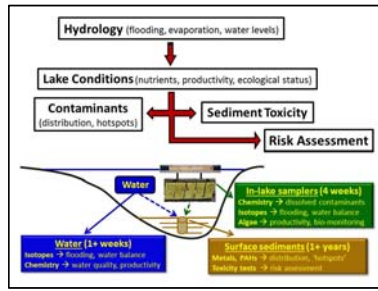 Hydrology (flooding, evaporation, water levels)
Lake Conditions (nutrients, productivity, ecological status)
Contaminants
(distribution, hotspots)
Sediment Toxicity
Risk Assessment
Water
In-lake samplers (4 weeks)
Chemistry → dissolved contaminants
Isotopes → flooding, water balance
Algae → productivity, bio-monitoring
Water (1+ weeks)
Isotopes → flooding, water balance
Chemistry → water quality, productivity
Surface sediments (1+ years)
Metals, PAHs → distribution, 'hotspots'
Toxicity tests → risk assessment